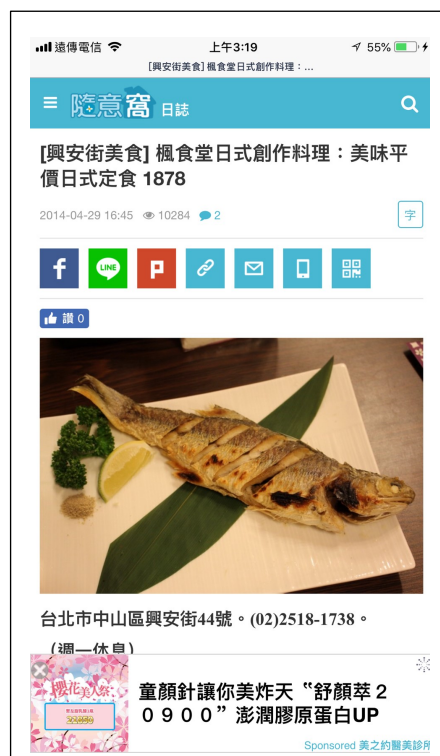 遠傳電信 上午3:19 55%
[興安街美食] 楓食堂日式創作料理：...
隨意窩 日誌
[興安街美食] 楓食堂日式創作料理：美味平
價日式定食 1878
2014-04-29 16:45 10284 2 字
f LINE P
讚 0
台北市中山區興安街44號。(02)2518-1738。
（週一休息）
櫻花美人祭
童顏針讓你美炸天〝舒顏萃２
０９００”澎潤膠原蛋白UP
Sponsored 美之約醫美診所